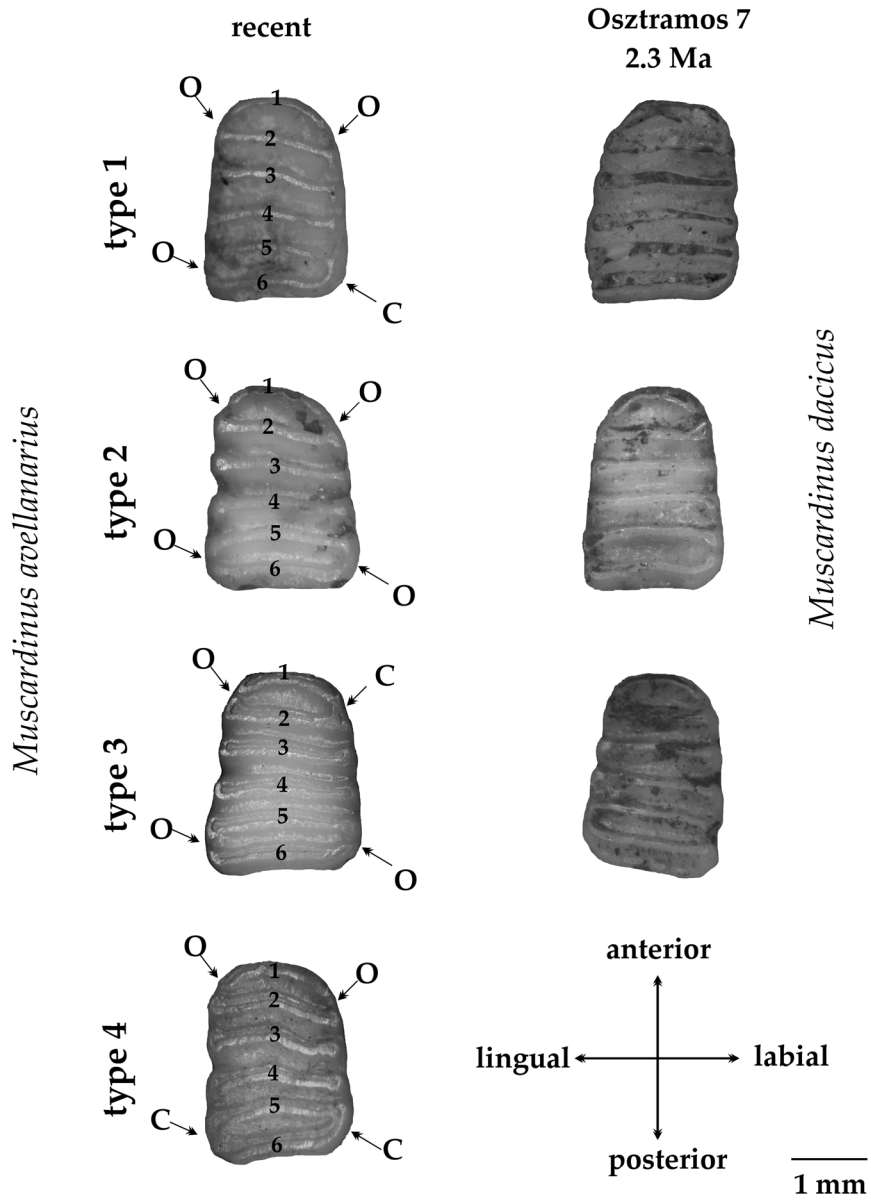 recent
Osztramos 7
2.3 Ma
Muscardinus avellanarius
Muscardinus dacicus
type 1
O
1
O
2
3
4
O
5
6
C
type 2
O
1
O
2
3
4
O
5
6
O
type 3
O
1
C
2
3
4
O
5
6
O
type 4
O
1
O
2
3
4
C
5
6
C
anterior
lingual
labial
posterior
1 mm